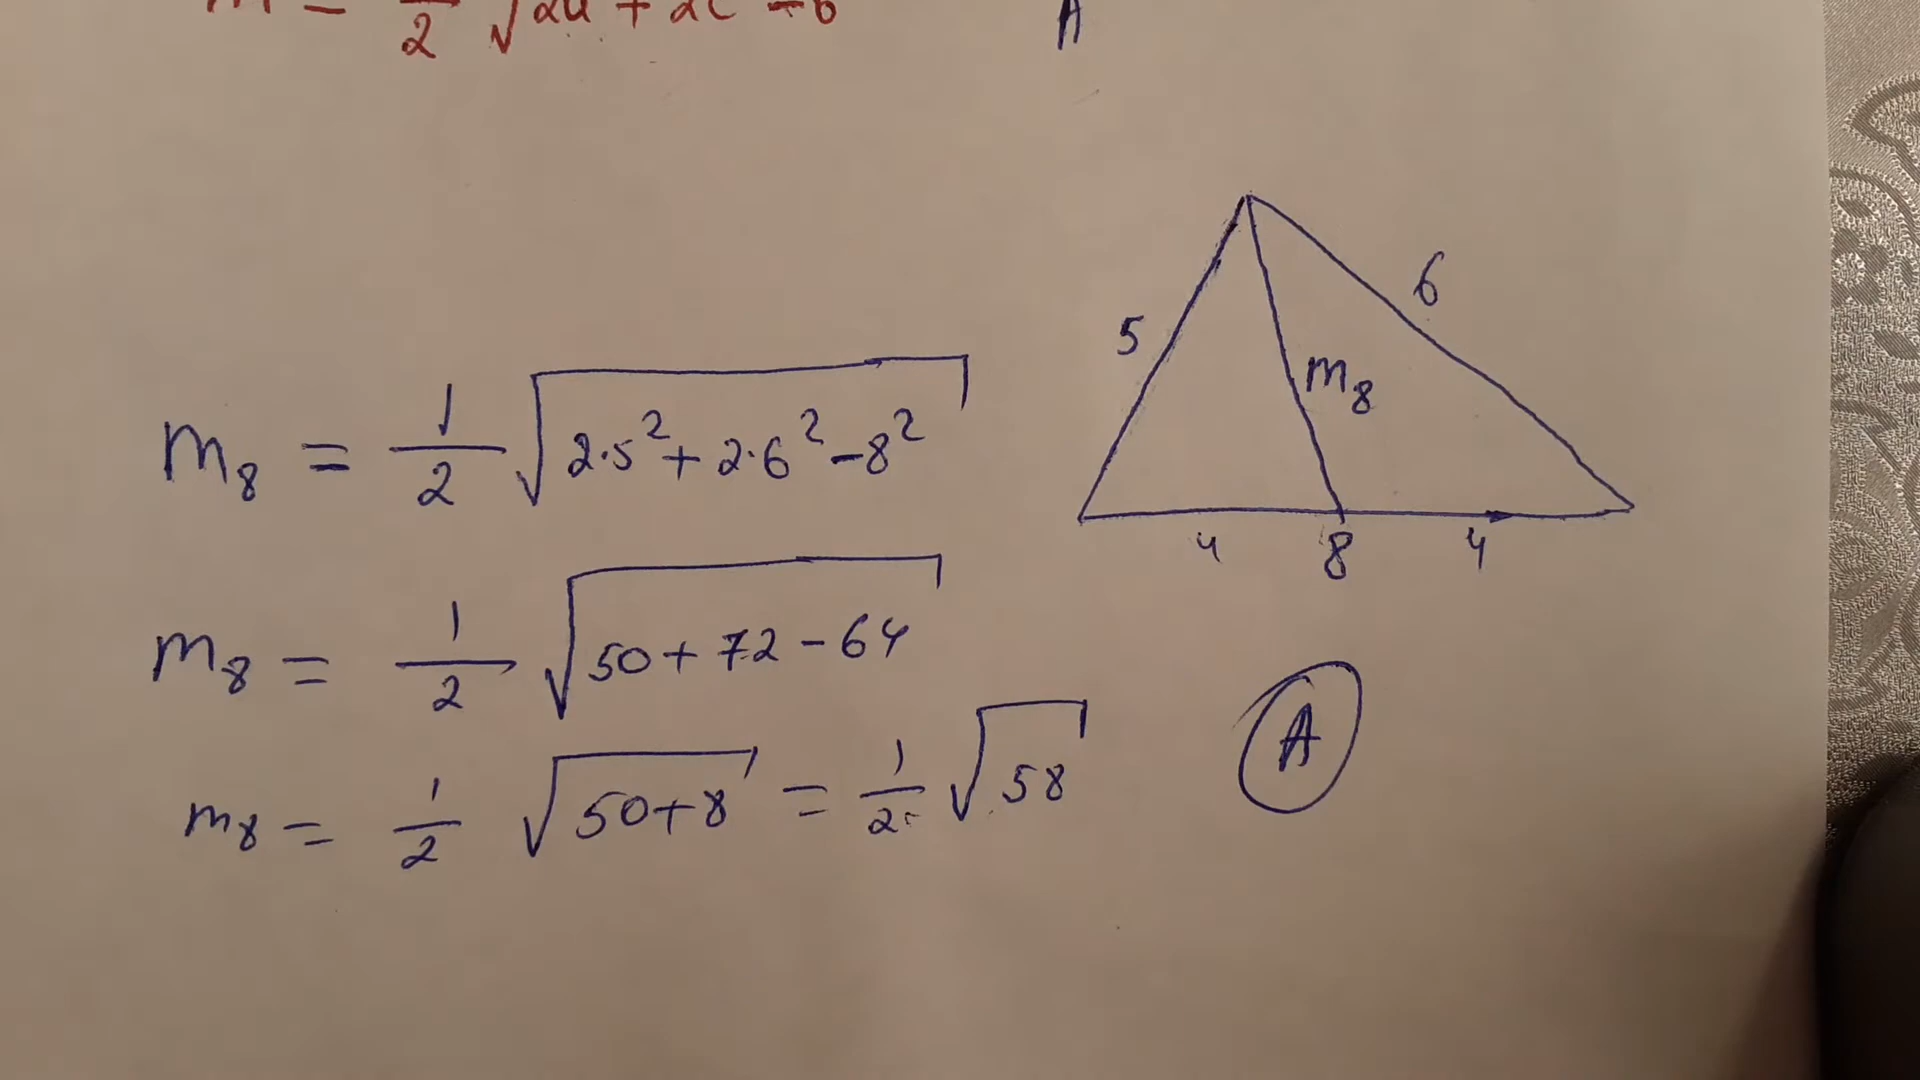 A
m₈ = 1/2 √(2·5² + 2·6² − 8²)
5
6
m₈
4 8 4
m₈ = 1/2 √(50 + 72 − 64)
m₈ = 1/2 √(50 + 8) = 1/2 √58
A